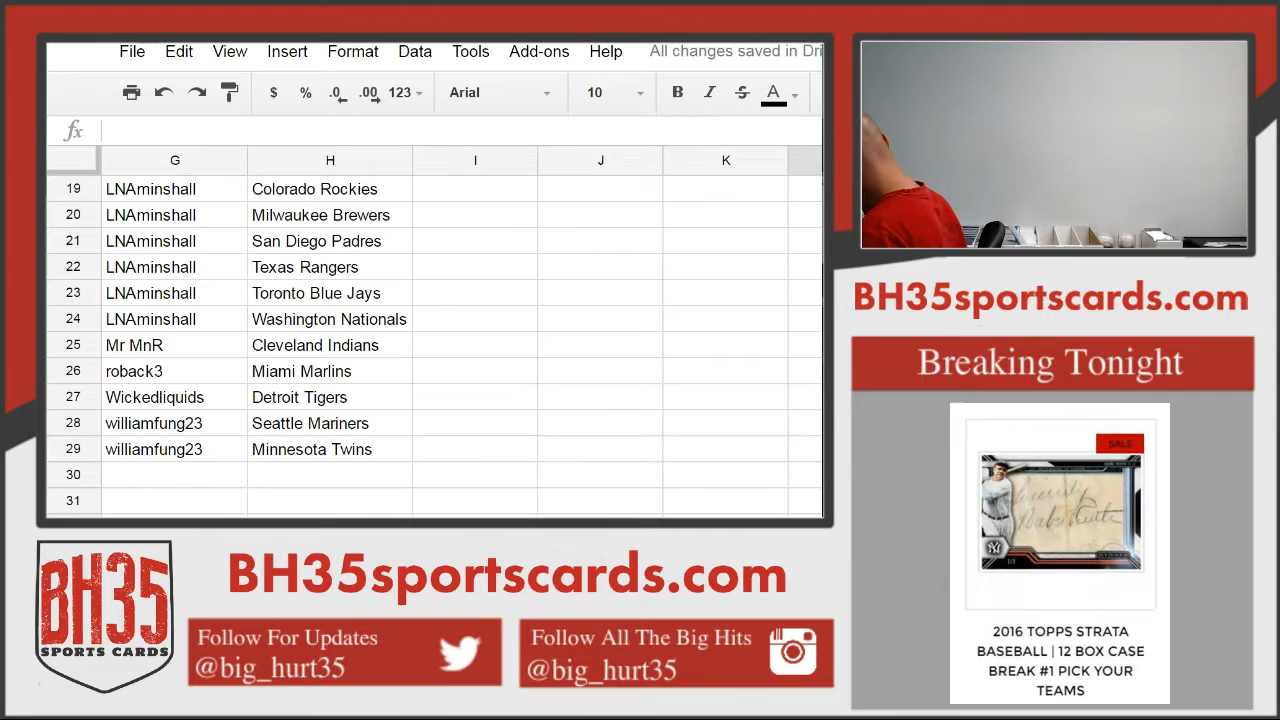 File Edit View Insert Format Data Tools Add-ons Help All changes saved in Dri
$ % .0 .00 123 Arial 10 B I S A
fx
G H I J K
19 LNAminshall Colorado Rockies
20 LNAminshall Milwaukee Brewers
21 LNAminshall San Diego Padres
22 LNAminshall Texas Rangers
23 LNAminshall Toronto Blue Jays
24 LNAminshall Washington Nationals
25 Mr MnR Cleveland Indians
26 roback3 Miami Marlins
27 Wickedliquids Detroit Tigers
28 williamfung23 Seattle Mariners
29 williamfung23 Minnesota Twins
30
31
BH35sportscards.com
Breaking Tonight
SALE
2016 TOPPS STRATA
BASEBALL | 12 BOX CASE
BREAK #1 PICK YOUR
TEAMS
BH35
SPORTS CARDS
BH35sportscards.com
Follow For Updates
@big_hurt35
Follow All The Big Hits
@big_hurt35